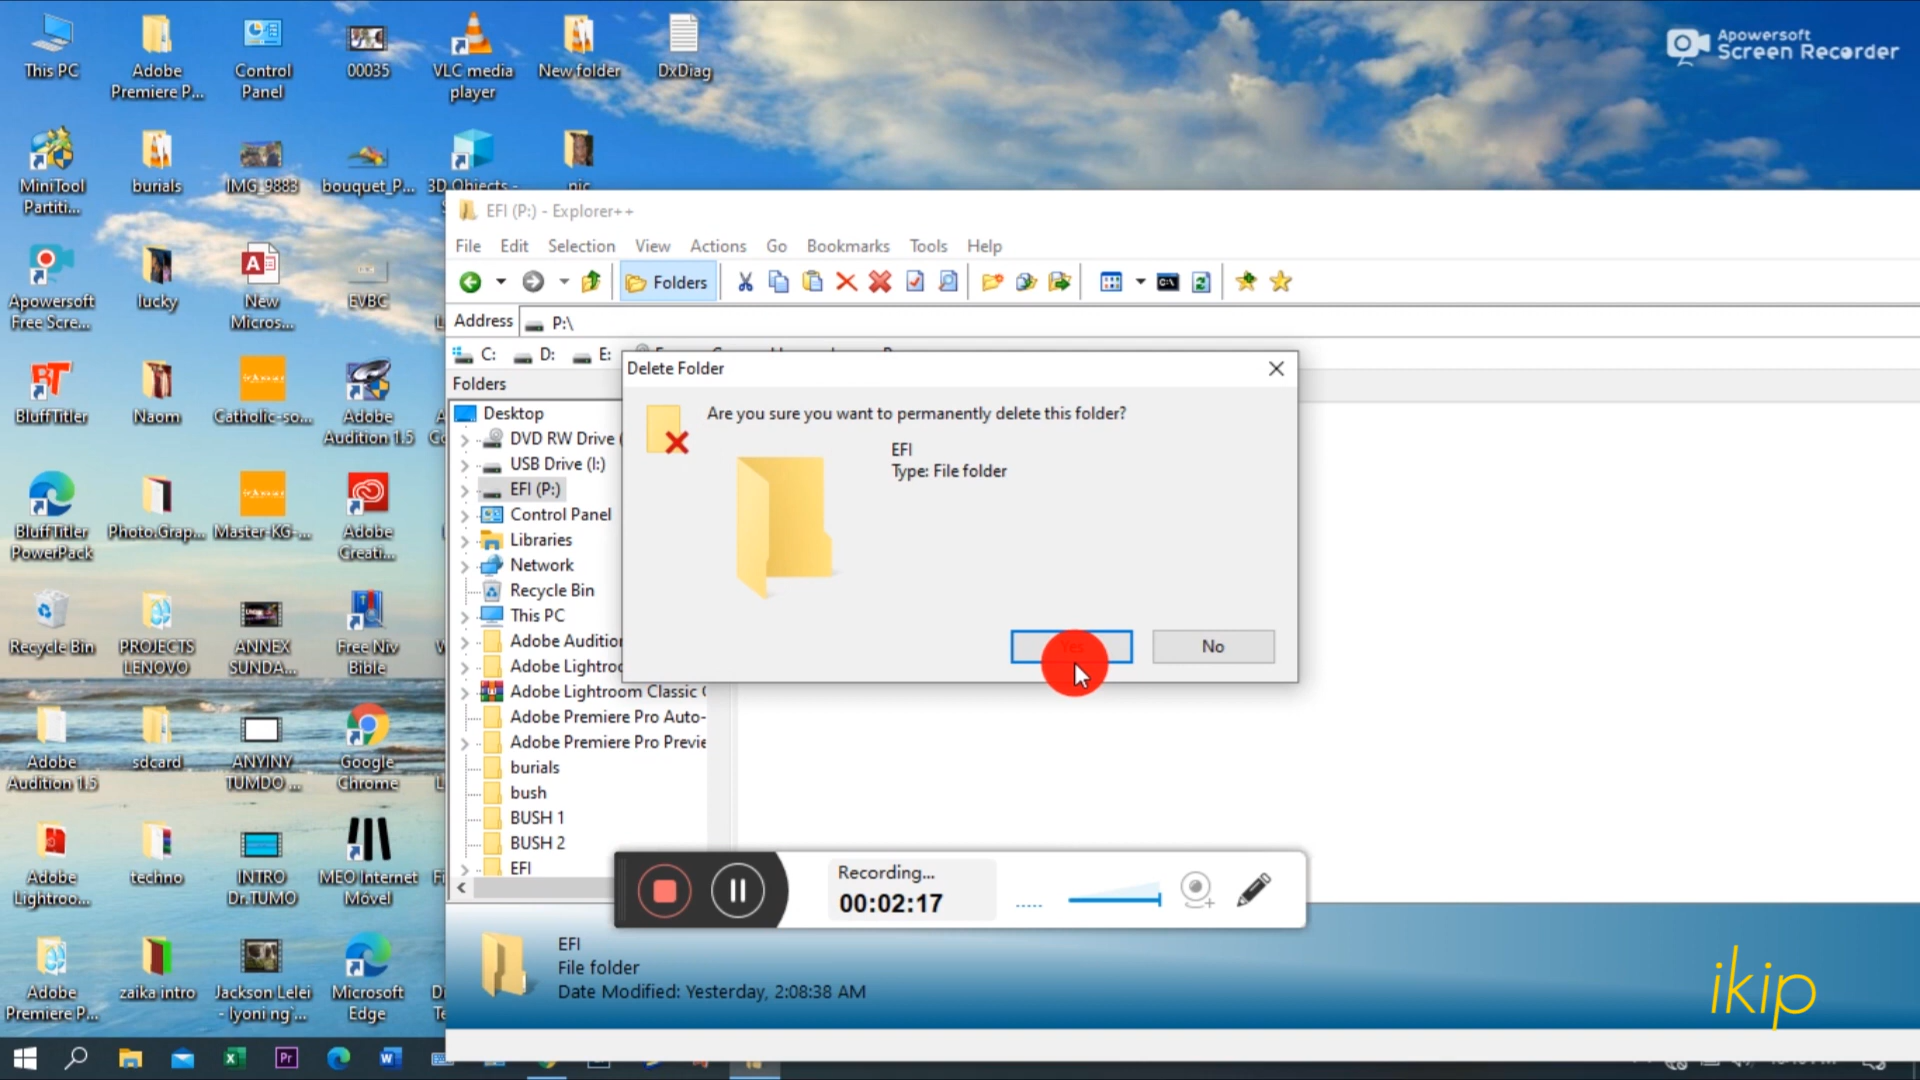 Apowersoft
Screen Recorder
This PC
Adobe
Premiere P...
Control
Panel
00035
VLC media
player
New folder
DxDiag
MiniTool
Partiti...
burials
IMG_9883
bouquet_P...
3D Objects -
pic
Apowersoft
Free Scre...
lucky
New
Micros...
EVBC
BluffTitler
Naom
Catholic-so...
Adobe
Audition 1.5
BluffTitler
PowerPack
Photo.Grap...
Master-KG-...
Adobe
Creati...
Recycle Bin
PROJECTS
LENOVO
ANNEX
SUNDA...
Free Niv
Bible
Adobe
Audition 1.5
sdcard
ANYINY
TUMDO ...
Google
Chrome
Adobe
Lightroo...
techno
INTRO
Dr.TUMO
MEO Internet
Móvel
Adobe
Premiere P...
zaika intro
Jackson Lelei
- Iyoni ng'...
Microsoft
Edge
EFI (P:) - Explorer++
File Edit Selection View Actions Go Bookmarks Tools Help
Folders
Address P:\
C: D: E:
Folders
Desktop
DVD RW Drive (
USB Drive (I:)
EFI (P:)
Control Panel
Libraries
Network
Recycle Bin
This PC
Adobe Audition
Adobe Lightroo
Adobe Lightroom Classic (
Adobe Premiere Pro Auto-
Adobe Premiere Pro Previe
burials
bush
BUSH 1
BUSH 2
EFI
Delete Folder
Are you sure you want to permanently delete this folder?
EFI
Type: File folder
Yes
No
Recording...
00:02:17
EFI
File folder
Date Modified: Yesterday, 2:08:38 AM
ikip